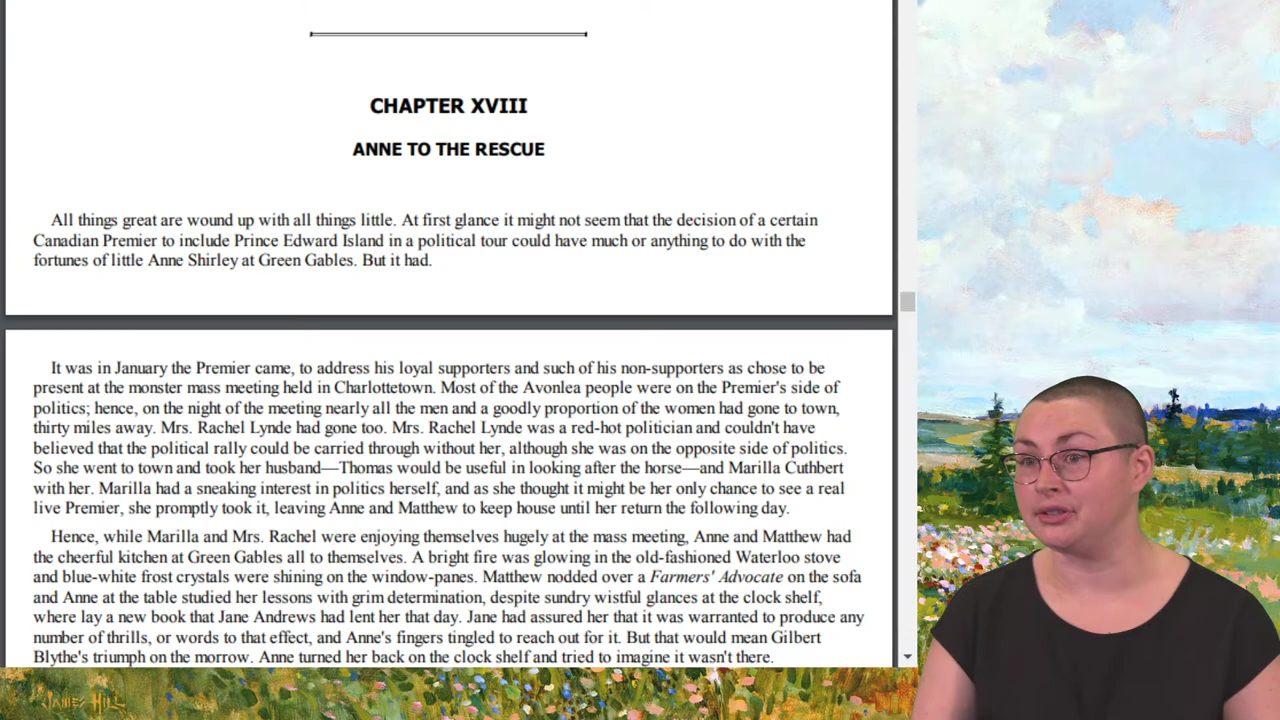 CHAPTER XVIII
ANNE TO THE RESCUE
All things great are wound up with all things little. At first glance it might not seem that the decision of a certain
Canadian Premier to include Prince Edward Island in a political tour could have much or anything to do with the
fortunes of little Anne Shirley at Green Gables. But it had.
It was in January the Premier came, to address his loyal supporters and such of his non-supporters as chose to be
present at the monster mass meeting held in Charlottetown. Most of the Avonlea people were on the Premier's side of
politics; hence, on the night of the meeting nearly all the men and a goodly proportion of the women had gone to town,
thirty miles away. Mrs. Rachel Lynde had gone too. Mrs. Rachel Lynde was a red-hot politician and couldn't have
believed that the political rally could be carried through without her, although she was on the opposite side of politics.
So she went to town and took her husband—Thomas would be useful in looking after the horse—and Marilla Cuthbert
with her. Marilla had a sneaking interest in politics herself, and as she thought it might be her only chance to see a real
live Premier, she promptly took it, leaving Anne and Matthew to keep house until her return the following day.
Hence, while Marilla and Mrs. Rachel were enjoying themselves hugely at the mass meeting, Anne and Matthew had
the cheerful kitchen at Green Gables all to themselves. A bright fire was glowing in the old-fashioned Waterloo stove
and blue-white frost crystals were shining on the window-panes. Matthew nodded over a Farmers' Advocate on the sofa
and Anne at the table studied her lessons with grim determination, despite sundry wistful glances at the clock shelf,
where lay a new book that Jane Andrews had lent her that day. Jane had assured her that it was warranted to produce any
number of thrills, or words to that effect, and Anne's fingers tingled to reach out for it. But that would mean Gilbert
Blythe's triumph on the morrow. Anne turned her back on the clock shelf and tried to imagine it wasn't there.
JAMES HILL